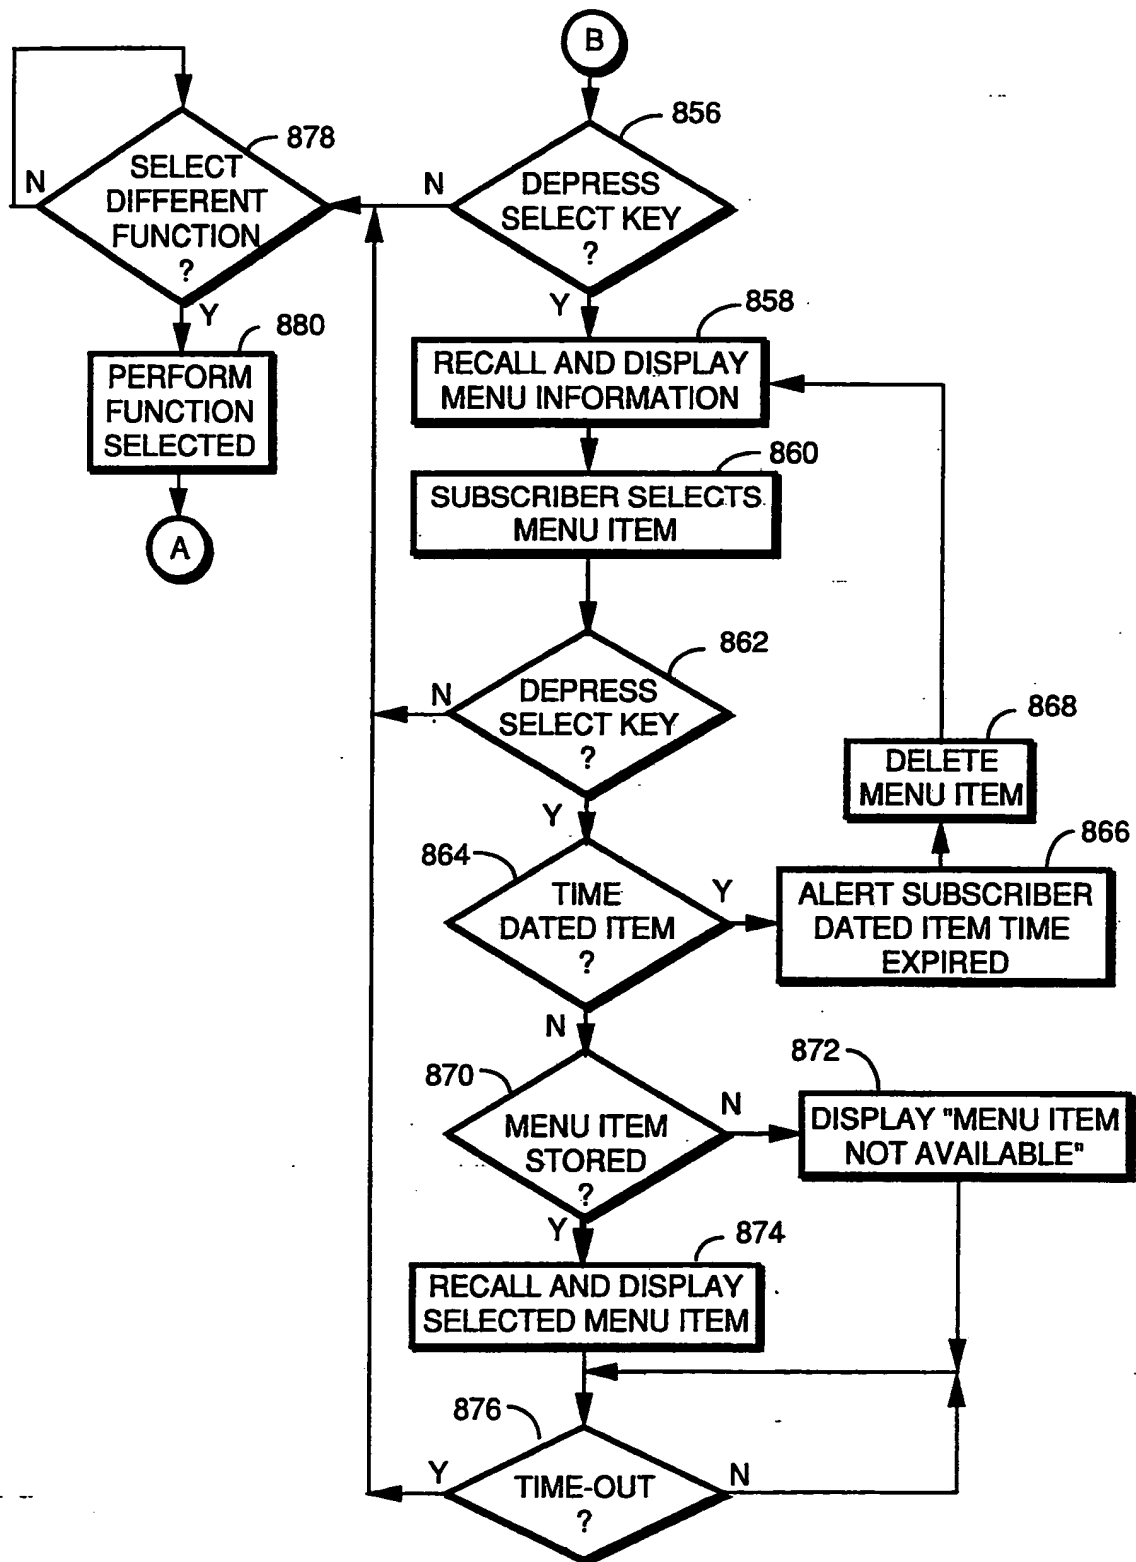 B
856
DEPRESS
SELECT KEY
?
N
Y
878
SELECT
DIFFERENT
FUNCTION
?
N
Y
880
PERFORM
FUNCTION
SELECTED
A
858
RECALL AND DISPLAY
MENU INFORMATION
860
SUBSCRIBER SELECTS
MENU ITEM
862
DEPRESS
SELECT KEY
?
N
Y
864
TIME
DATED ITEM
?
Y
N
866
ALERT SUBSCRIBER
DATED ITEM TIME
EXPIRED
868
DELETE
MENU ITEM
870
MENU ITEM
STORED
?
N
Y
872
DISPLAY "MENU ITEM
NOT AVAILABLE"
874
RECALL AND DISPLAY
SELECTED MENU ITEM
876
TIME-OUT
?
Y
N